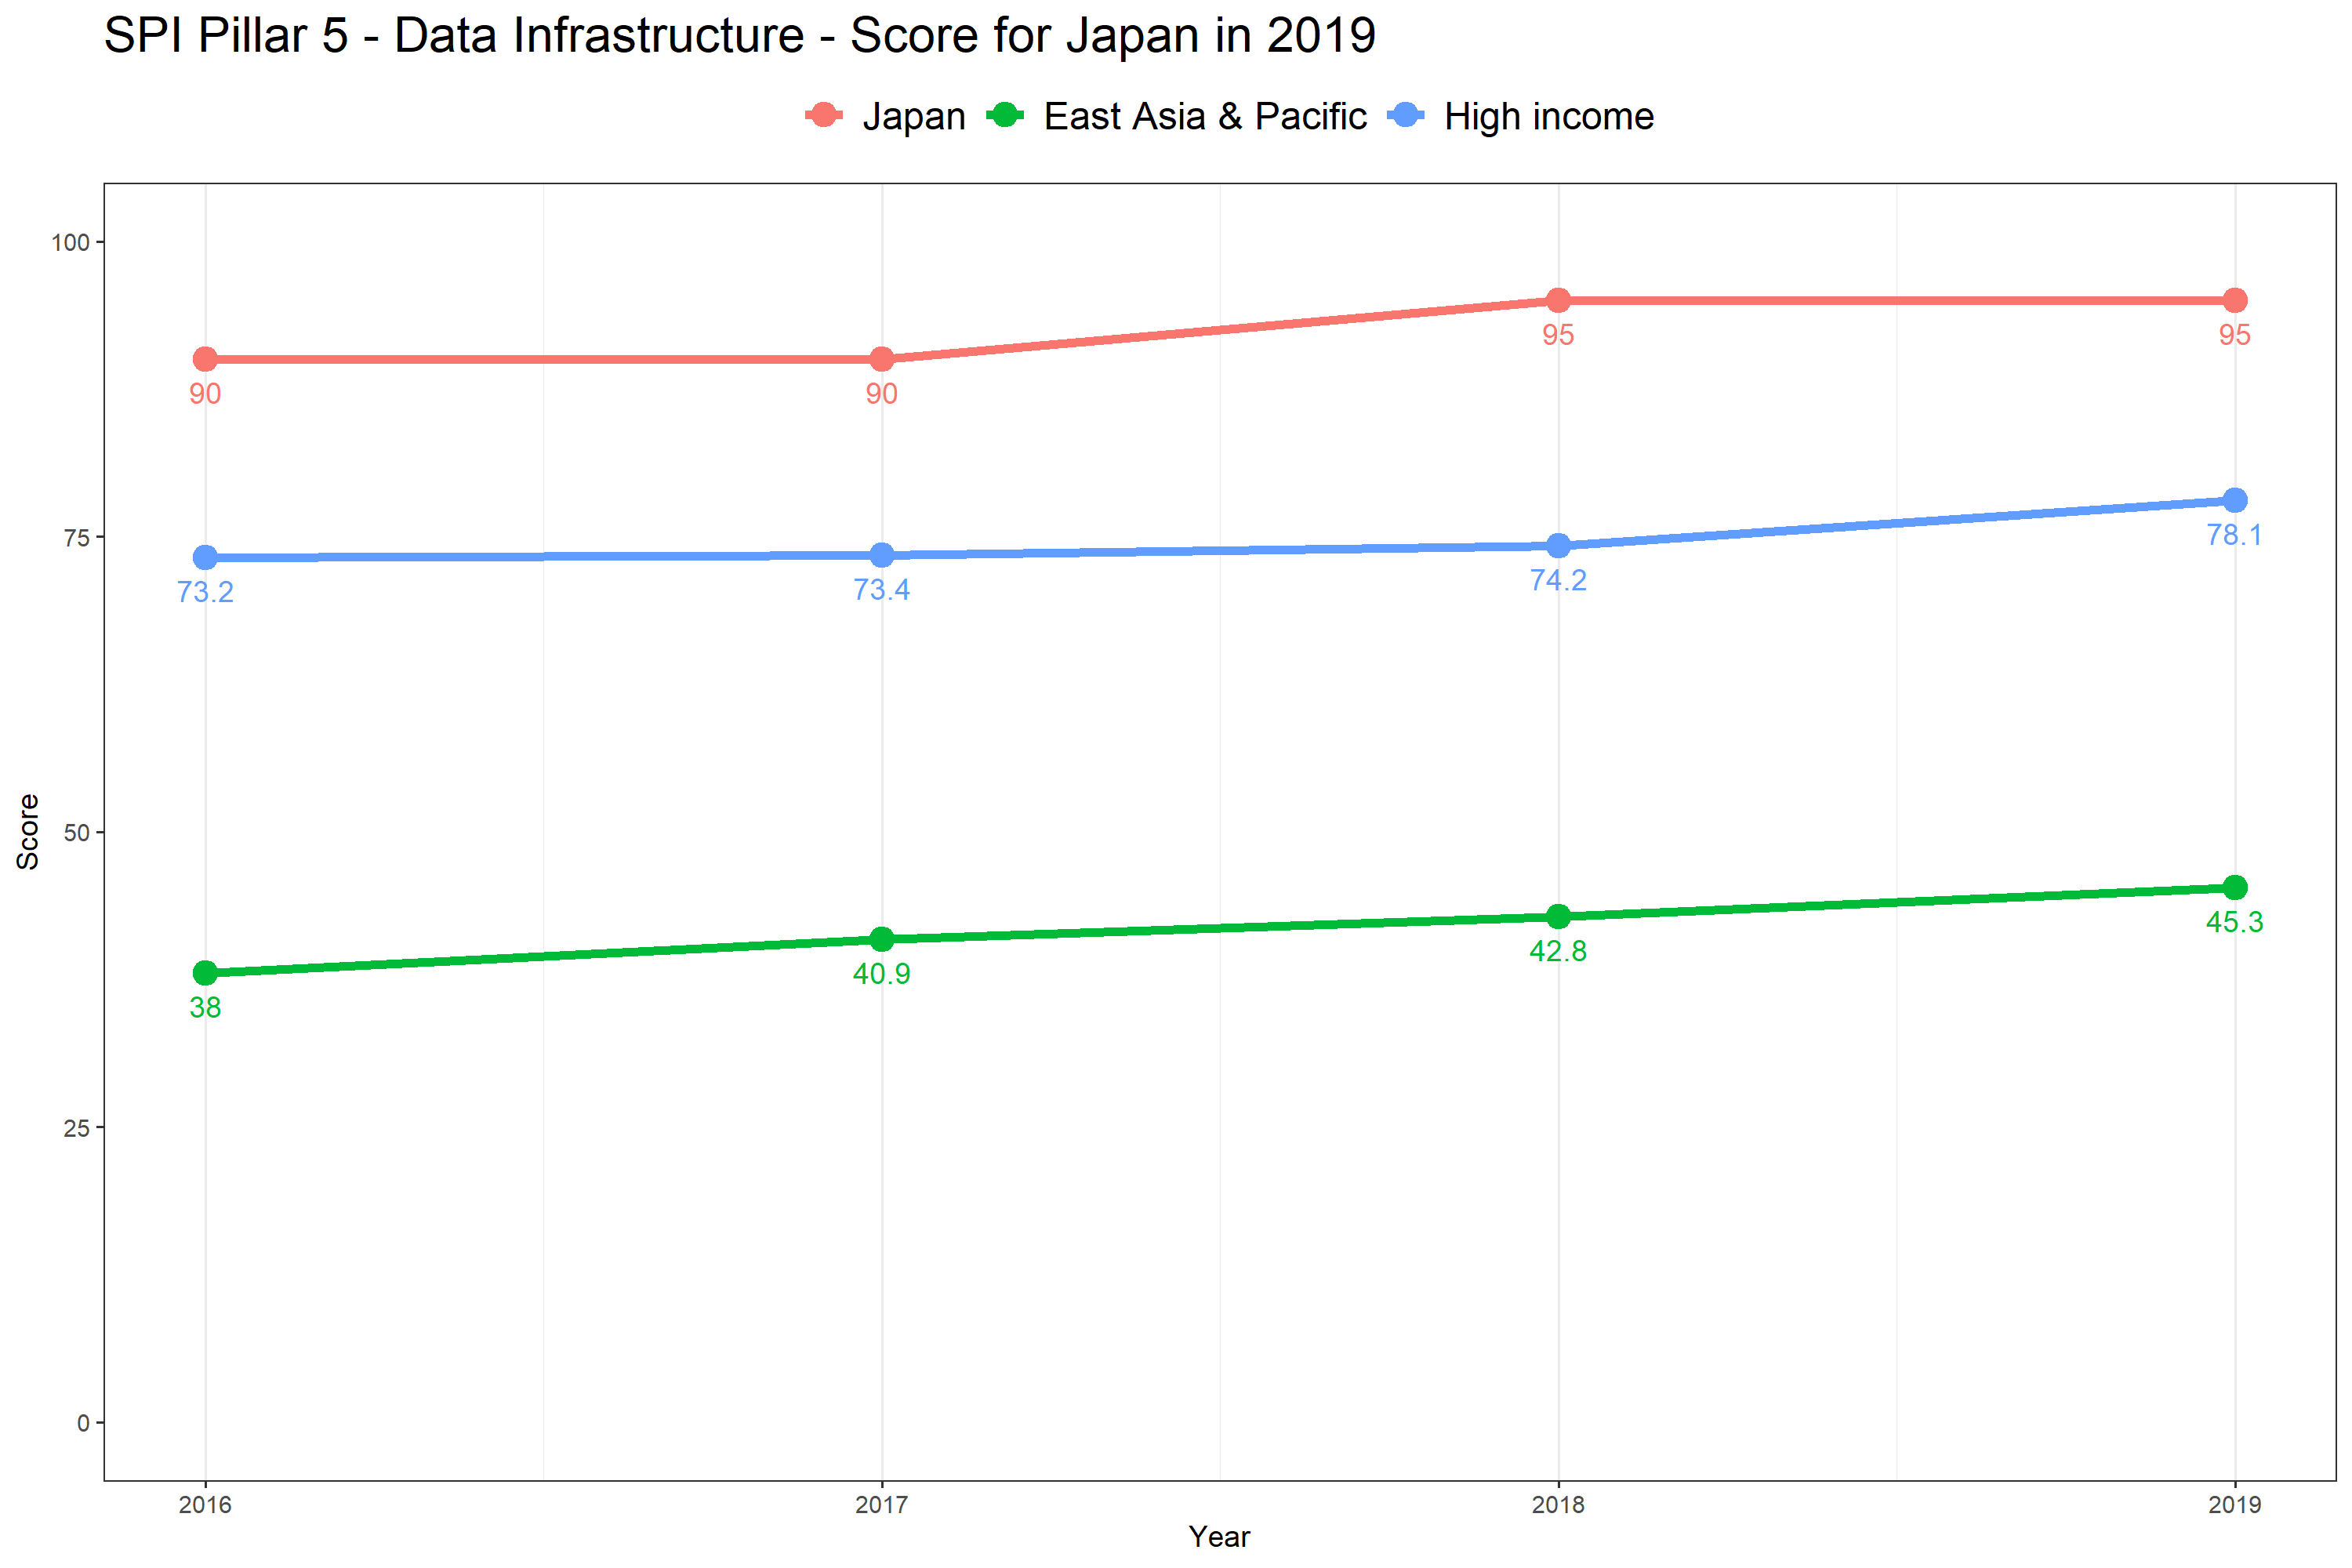 SPI Pillar 5 - Data Infrastructure - Score for Japan in 2019
Japan East Asia & Pacific High income
100
95 95
90 90
75
78.1
73.2 73.4 74.2
Score
50
45.3
42.8
40.9
38
25
0
2016 2017 2018 2019
Year